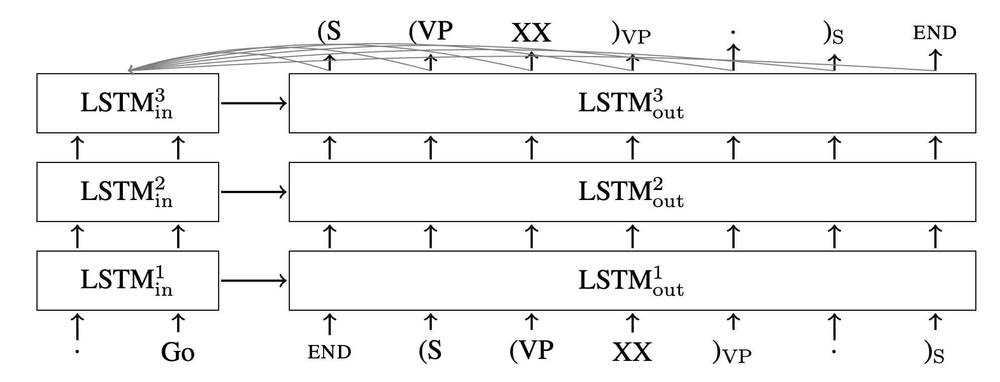 (S (VP XX )VP . )S END
LSTM³in LSTM³out
LSTM²in LSTM²out
LSTM¹in LSTM¹out
. Go END (S (VP XX )VP . )S